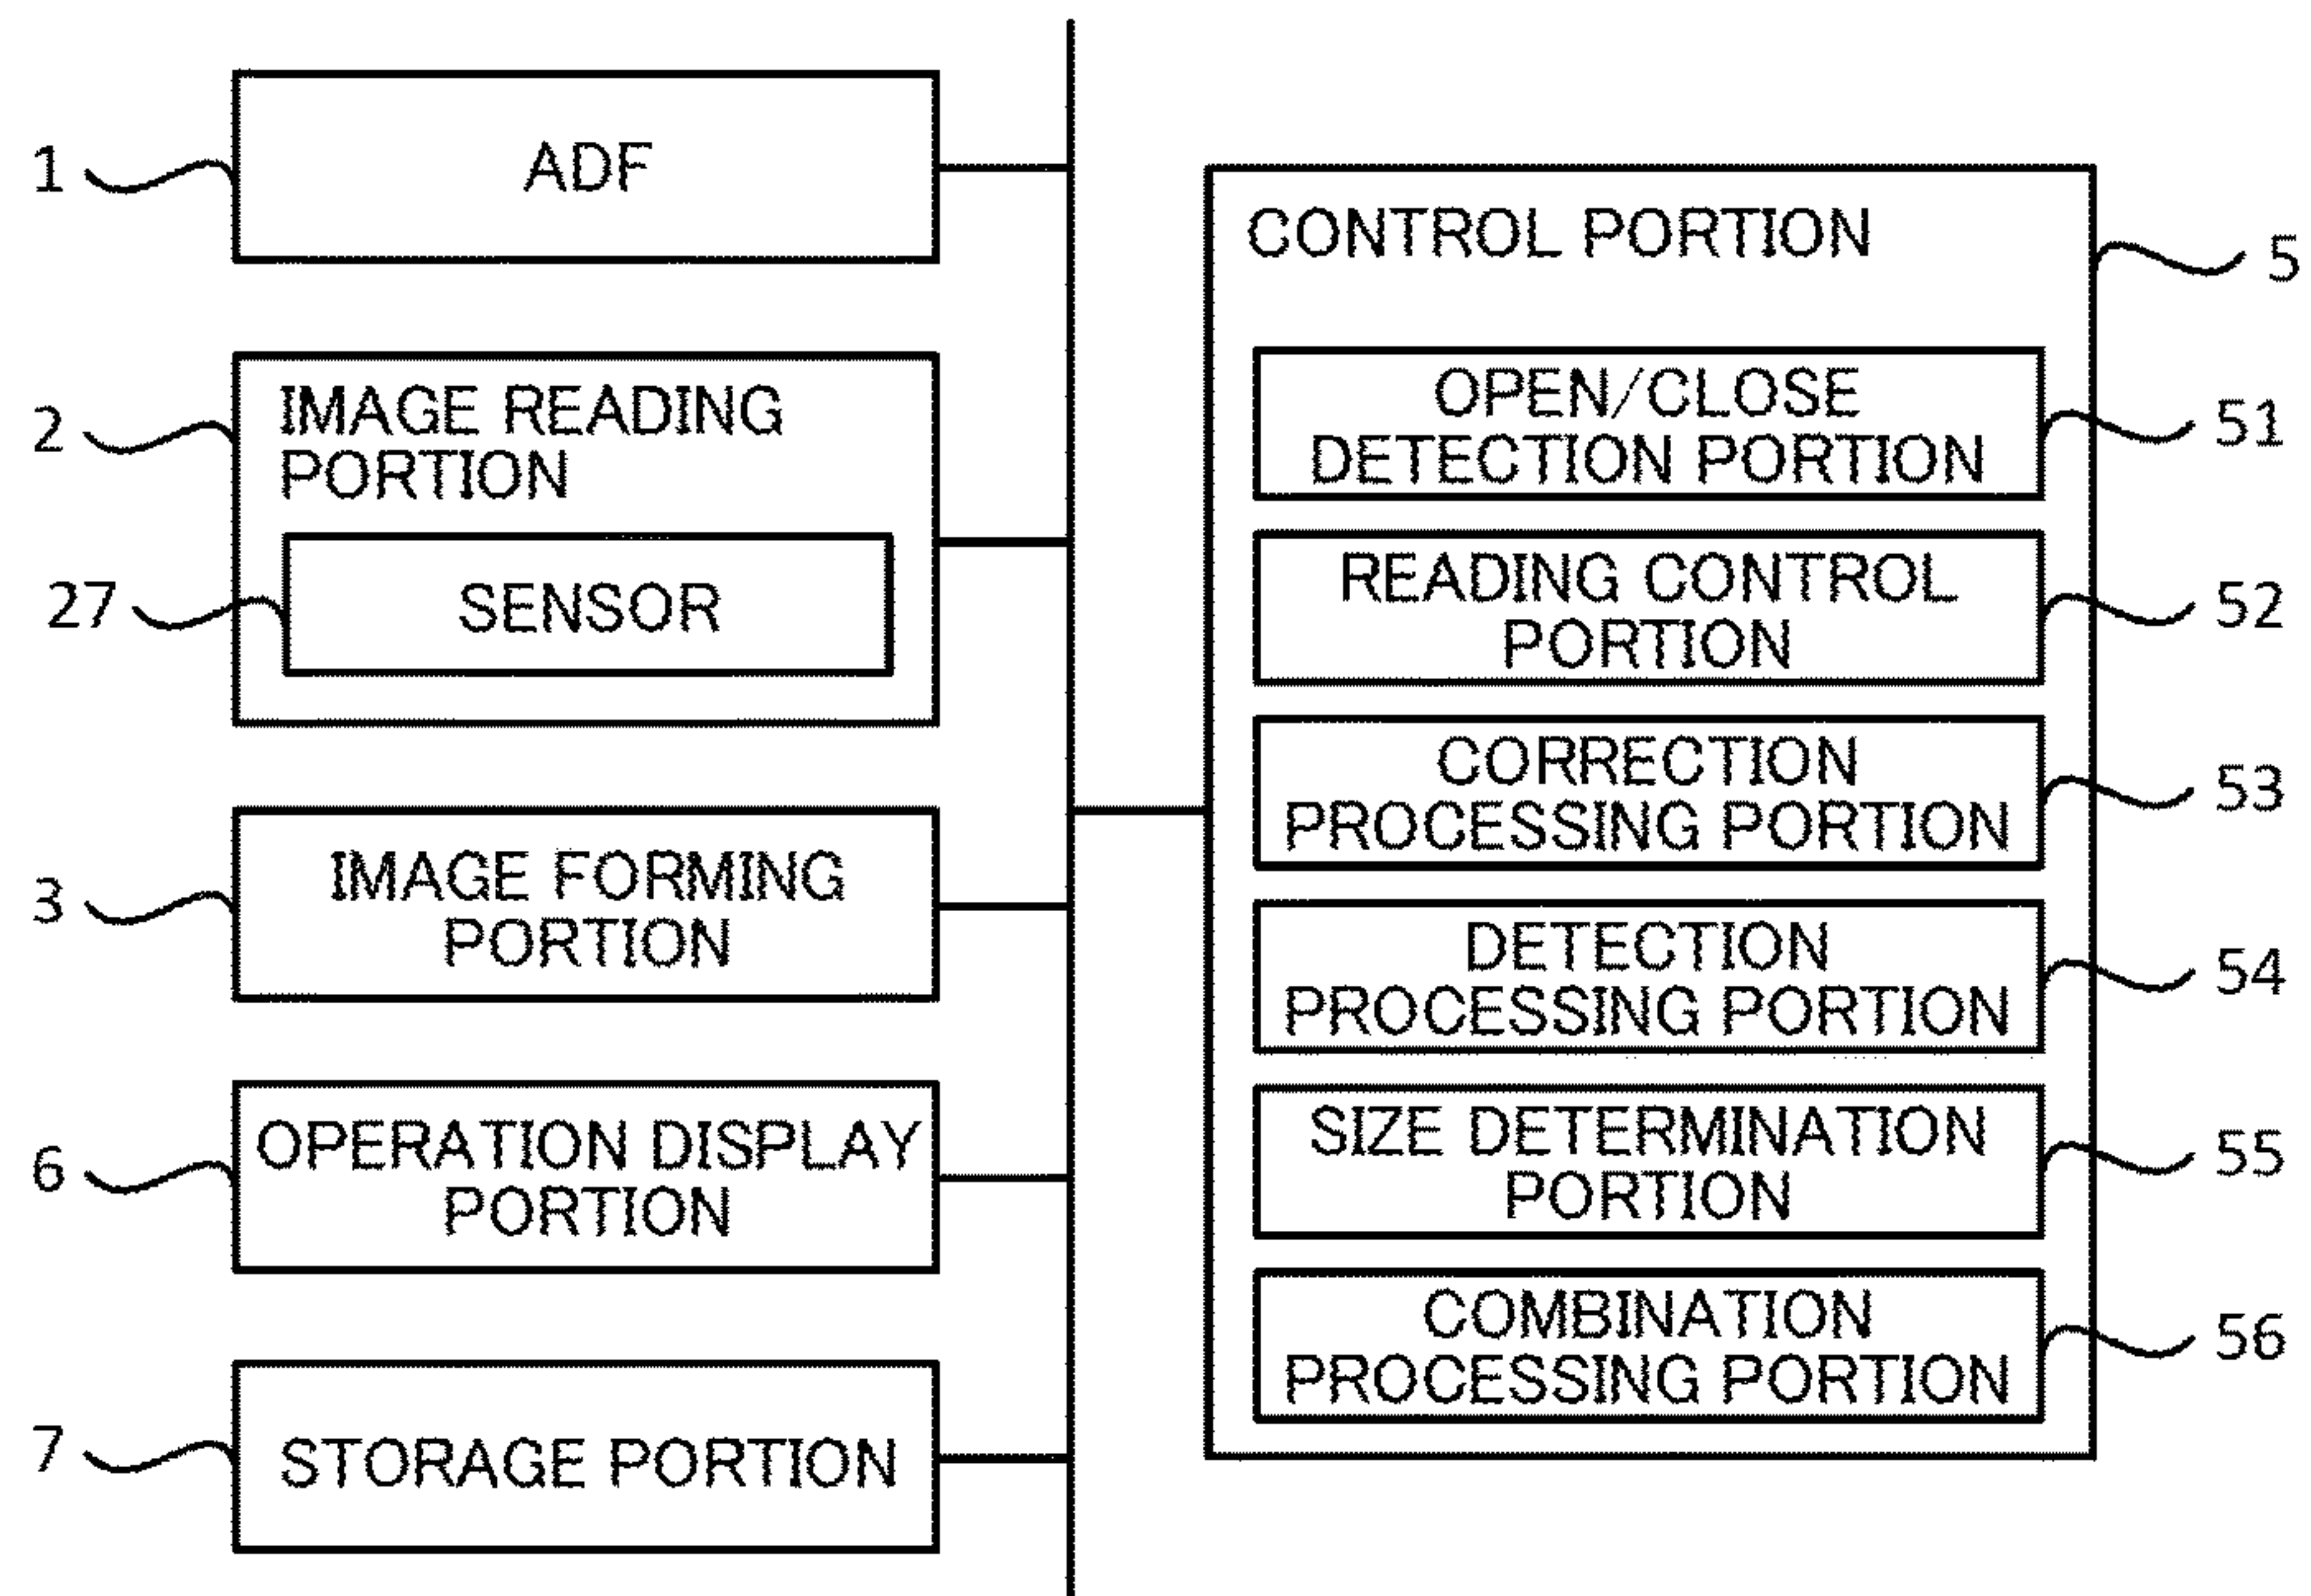 1
ADF
2
IMAGE READING
PORTION
27
SENSOR
3
IMAGE FORMING
PORTION
6
OPERATION DISPLAY
PORTION
7
STORAGE PORTION
CONTROL PORTION
5
OPEN/CLOSE
DETECTION PORTION
51
READING CONTROL
PORTION
52
CORRECTION
PROCESSING PORTION
53
DETECTION
PROCESSING PORTION
54
SIZE DETERMINATION
PORTION
55
COMBINATION
PROCESSING PORTION
56